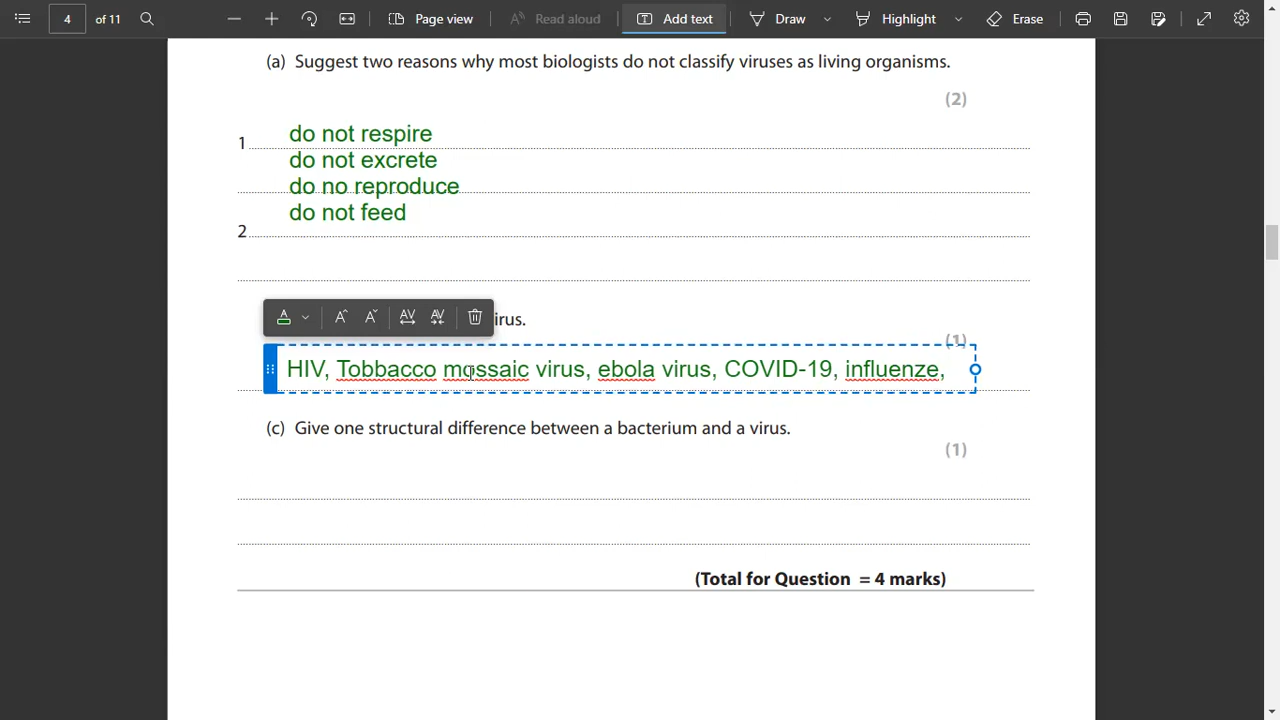 4 of 11 Page view Read aloud Add text Draw Highlight Erase
(a) Suggest two reasons why most biologists do not classify viruses as living organisms.
(2)
do not respire
1
do not excrete
do no reproduce
do not feed
2
irus.
(1)
HIV, Tobbacco mossaic virus, ebola virus, COVID-19, influenze,
(c) Give one structural difference between a bacterium and a virus.
(1)
(Total for Question = 4 marks)